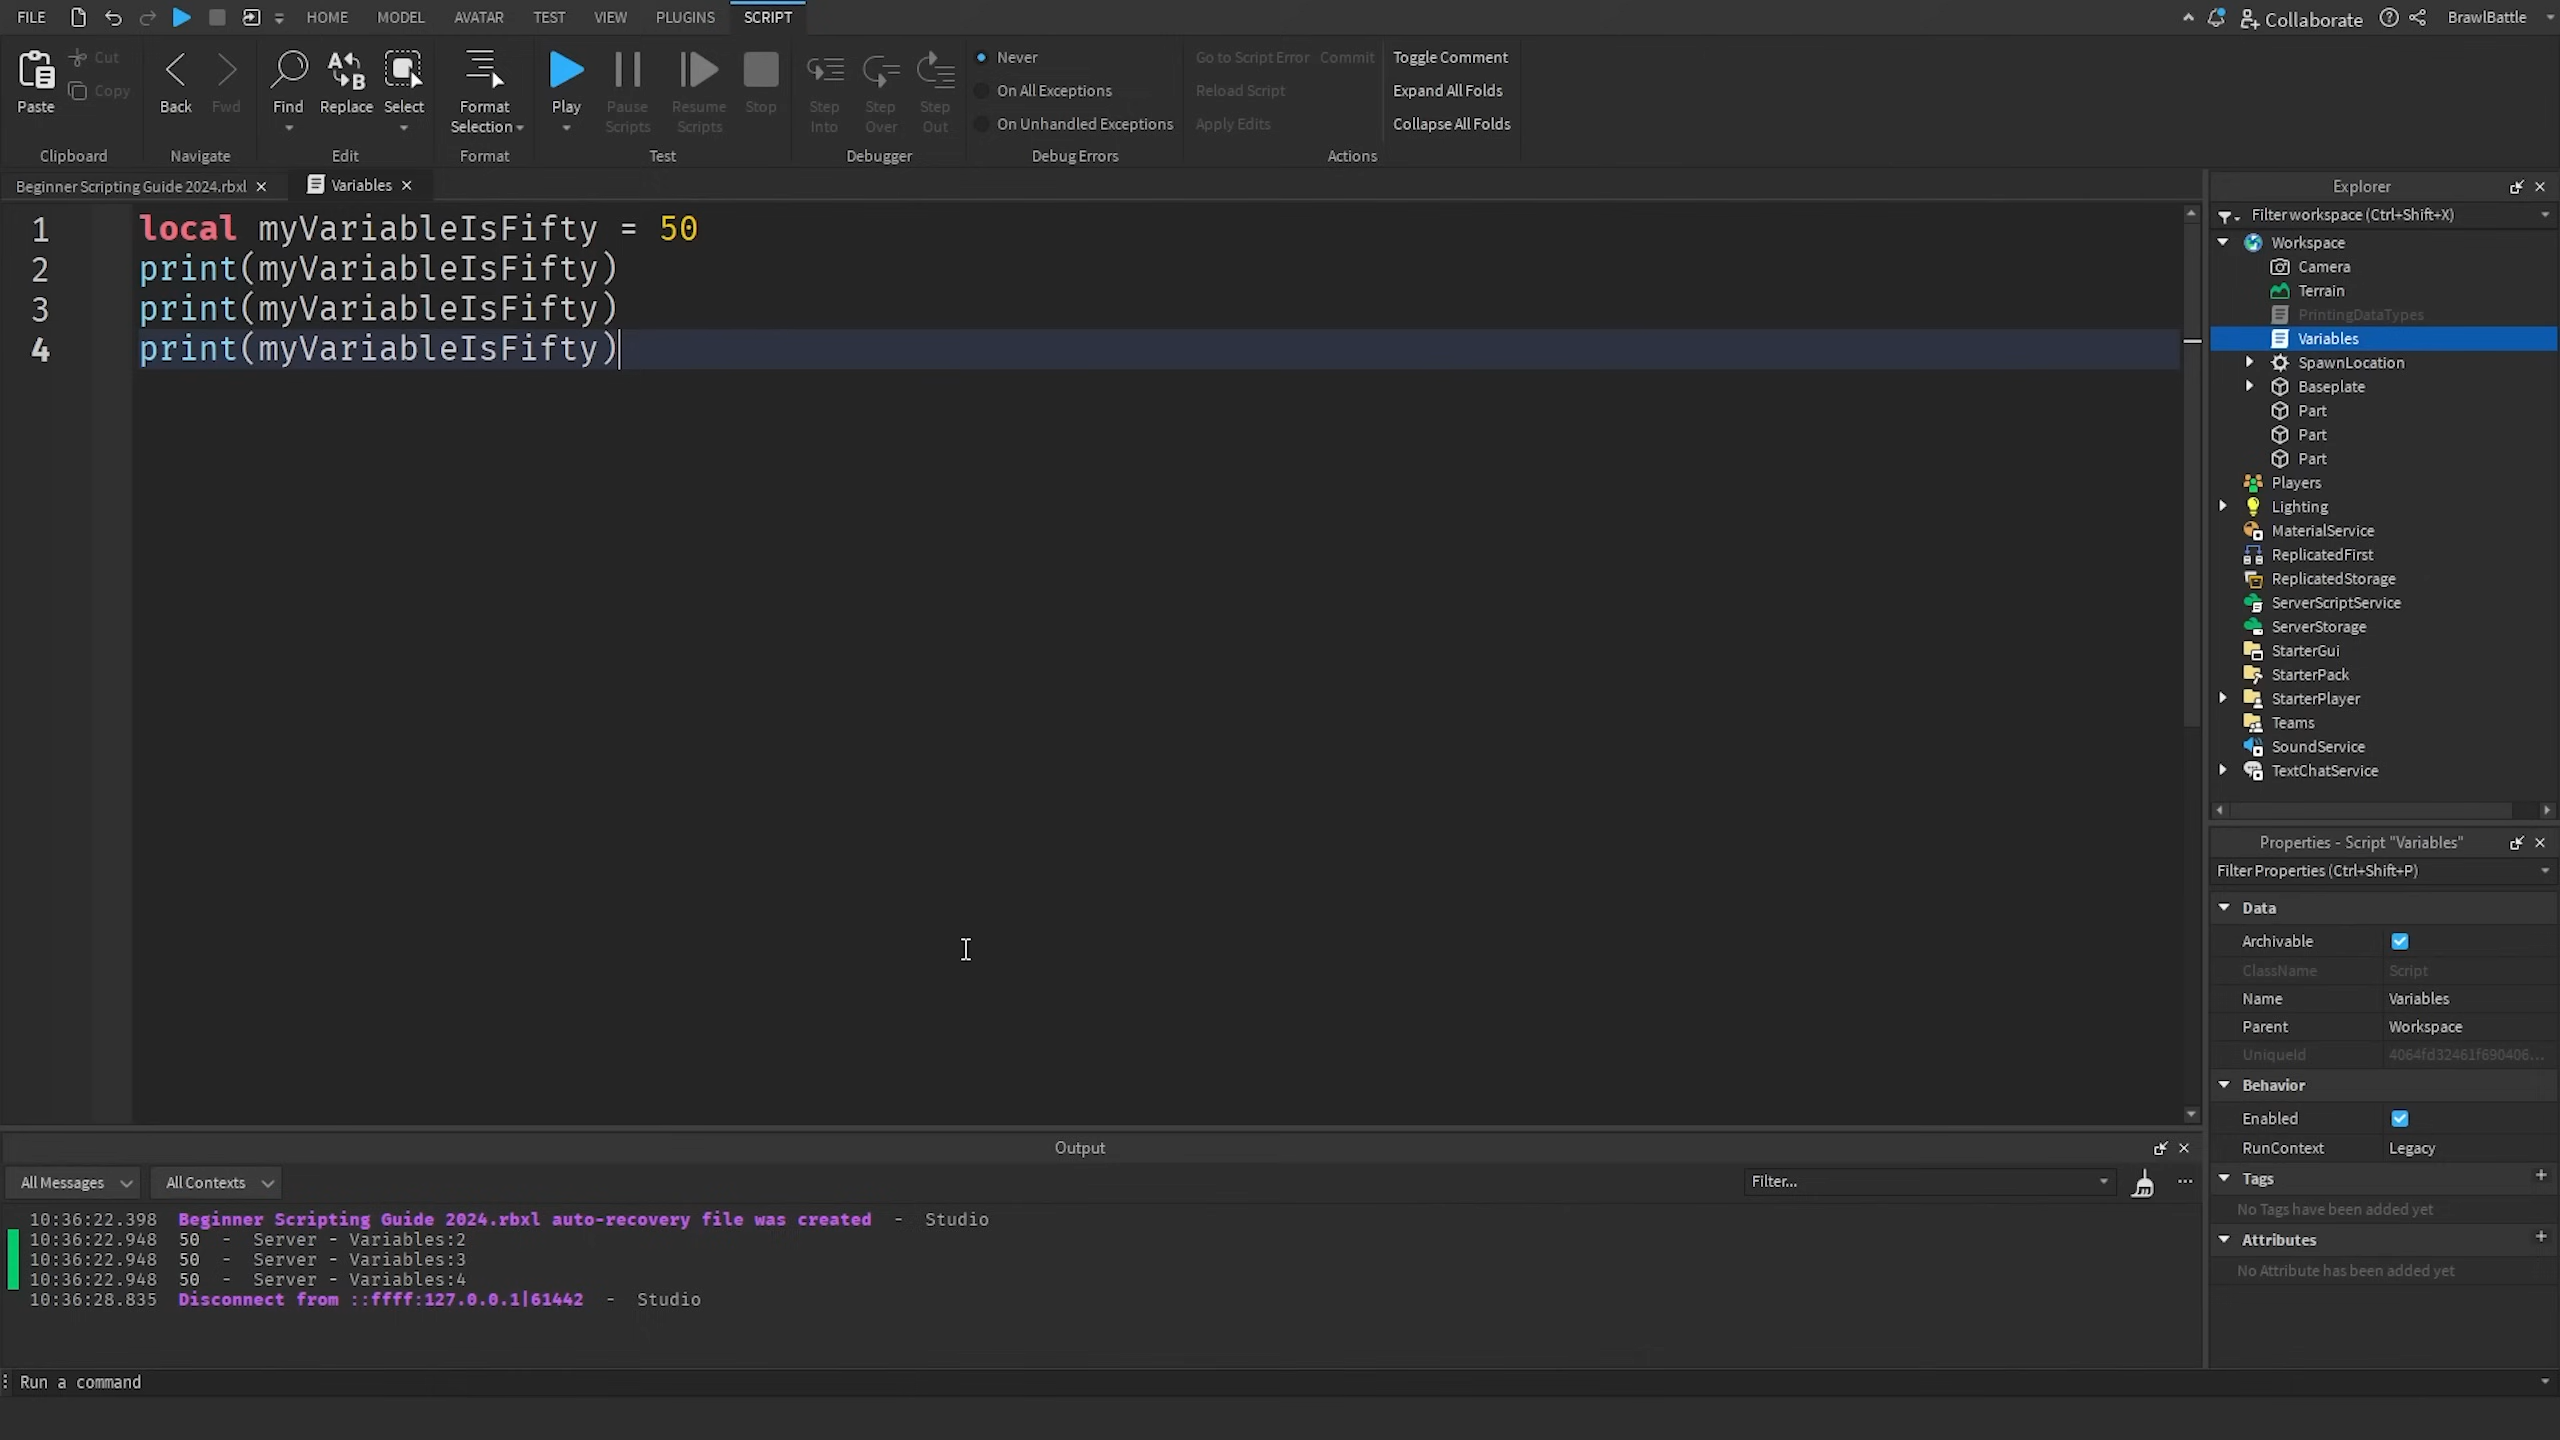 FILE HOME MODEL AVATAR TEST VIEW PLUGINS SCRIPT Collaborate BrawlBattle
Paste Cut Copy
Clipboard
Back Fwd
Navigate
Find Replace Select
Edit
Format Selection
Format
Play Pause Scripts Resume Scripts Stop
Test
Step Into Step Over Step Out
Debugger
Never
On All Exceptions
On Unhandled Exceptions
Debug Errors
Go to Script Error Commit
Reload Script
Apply Edits
Toggle Comment
Expand All Folds
Collapse All Folds
Actions
Beginner Scripting Guide 2024.rbxl Variables
1 local myVariableIsFifty = 50
2 print(myVariableIsFifty)
3 print(myVariableIsFifty)
4 print(myVariableIsFifty)
Explorer
Filter workspace (Ctrl+Shift+X)
Workspace
Camera
Terrain
PrintingDataTypes
Variables
SpawnLocation
Baseplate
Part
Part
Part
Players
Lighting
MaterialService
ReplicatedFirst
ReplicatedStorage
ServerScriptService
ServerStorage
StarterGui
StarterPack
StarterPlayer
Teams
SoundService
TextChatService
Properties - Script "Variables"
Filter Properties (Ctrl+Shift+P)
Data
Archivable
ClassName Script
Name Variables
Parent Workspace
UniqueId 4064fd32461f690406...
Behavior
Enabled
RunContext Legacy
Tags
No Tags have been added yet
Attributes
No Attribute has been added yet
Output
All Messages All Contexts Filter...
10:36:22.398 Beginner Scripting Guide 2024.rbxl auto-recovery file was created - Studio
10:36:22.948 50 - Server - Variables:2
10:36:22.948 50 - Server - Variables:3
10:36:22.948 50 - Server - Variables:4
10:36:28.835 Disconnect from ::ffff:127.0.0.1|61442 - Studio
Run a command